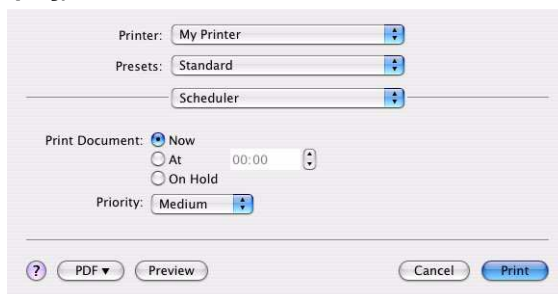 Printer: My Printer
Presets: Standard
Scheduler
Print Document: Now
At 00:00
On Hold
Priority: Medium
? PDF ▼ Preview Cancel Print